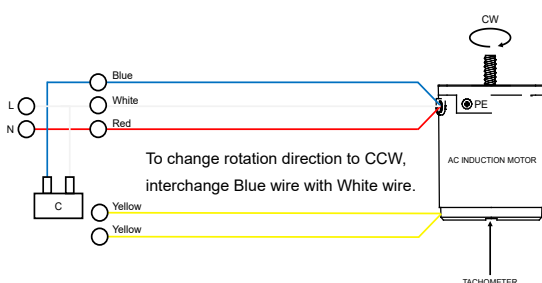 CW
Blue
L
White
PE
N
Red
To change rotation direction to CCW,
interchange Blue wire with White wire.
AC INDUCTION MOTOR
C
Yellow
Yellow
TACHOMETER